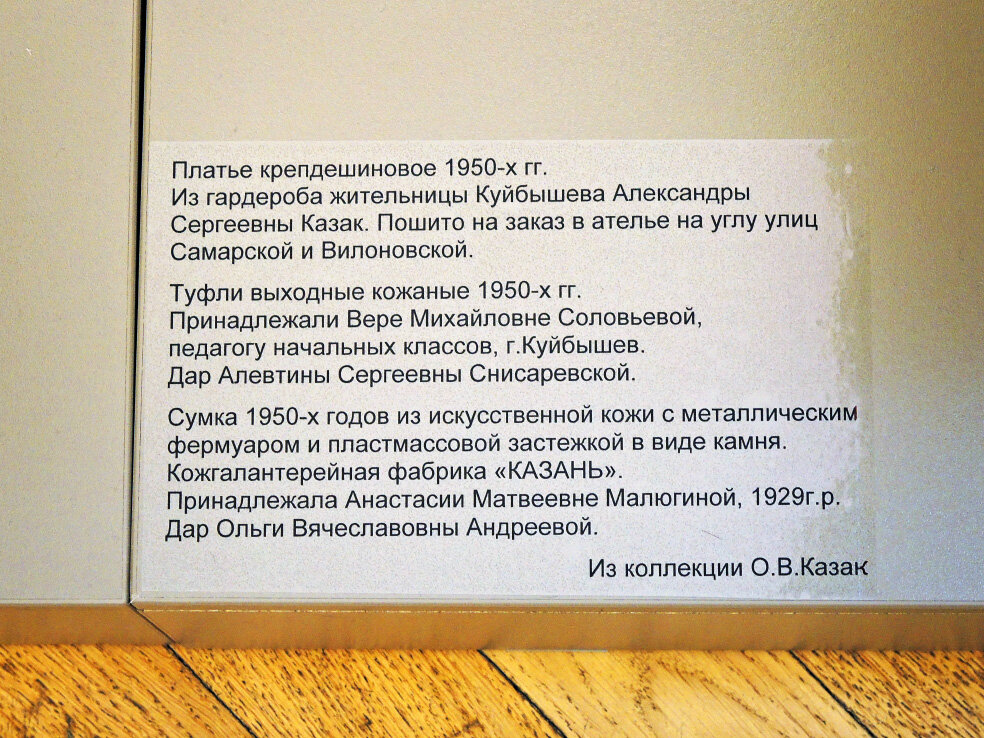 Платье крепдешиновое 1950-х гг.
Из гардероба жительницы Куйбышева Александры
Сергеевны Казак. Пошито на заказ в ателье на углу улиц
Самарской и Вилоновской.
Туфли выходные кожаные 1950-х гг.
Принадлежали Вере Михайловне Соловьевой,
педагогу начальных классов, г.Куйбышев.
Дар Алевтины Сергеевны Снисаревской.
Сумка 1950-х годов из искусственной кожи с металлическим
фермуаром и пластмассовой застежкой в виде камня.
Кожгалантерейная фабрика «КАЗАНЬ».
Принадлежала Анастасии Матвеевне Малюгиной, 1929г.р.
Дар Ольги Вячеславовны Андреевой.
Из коллекции О.В.Казак